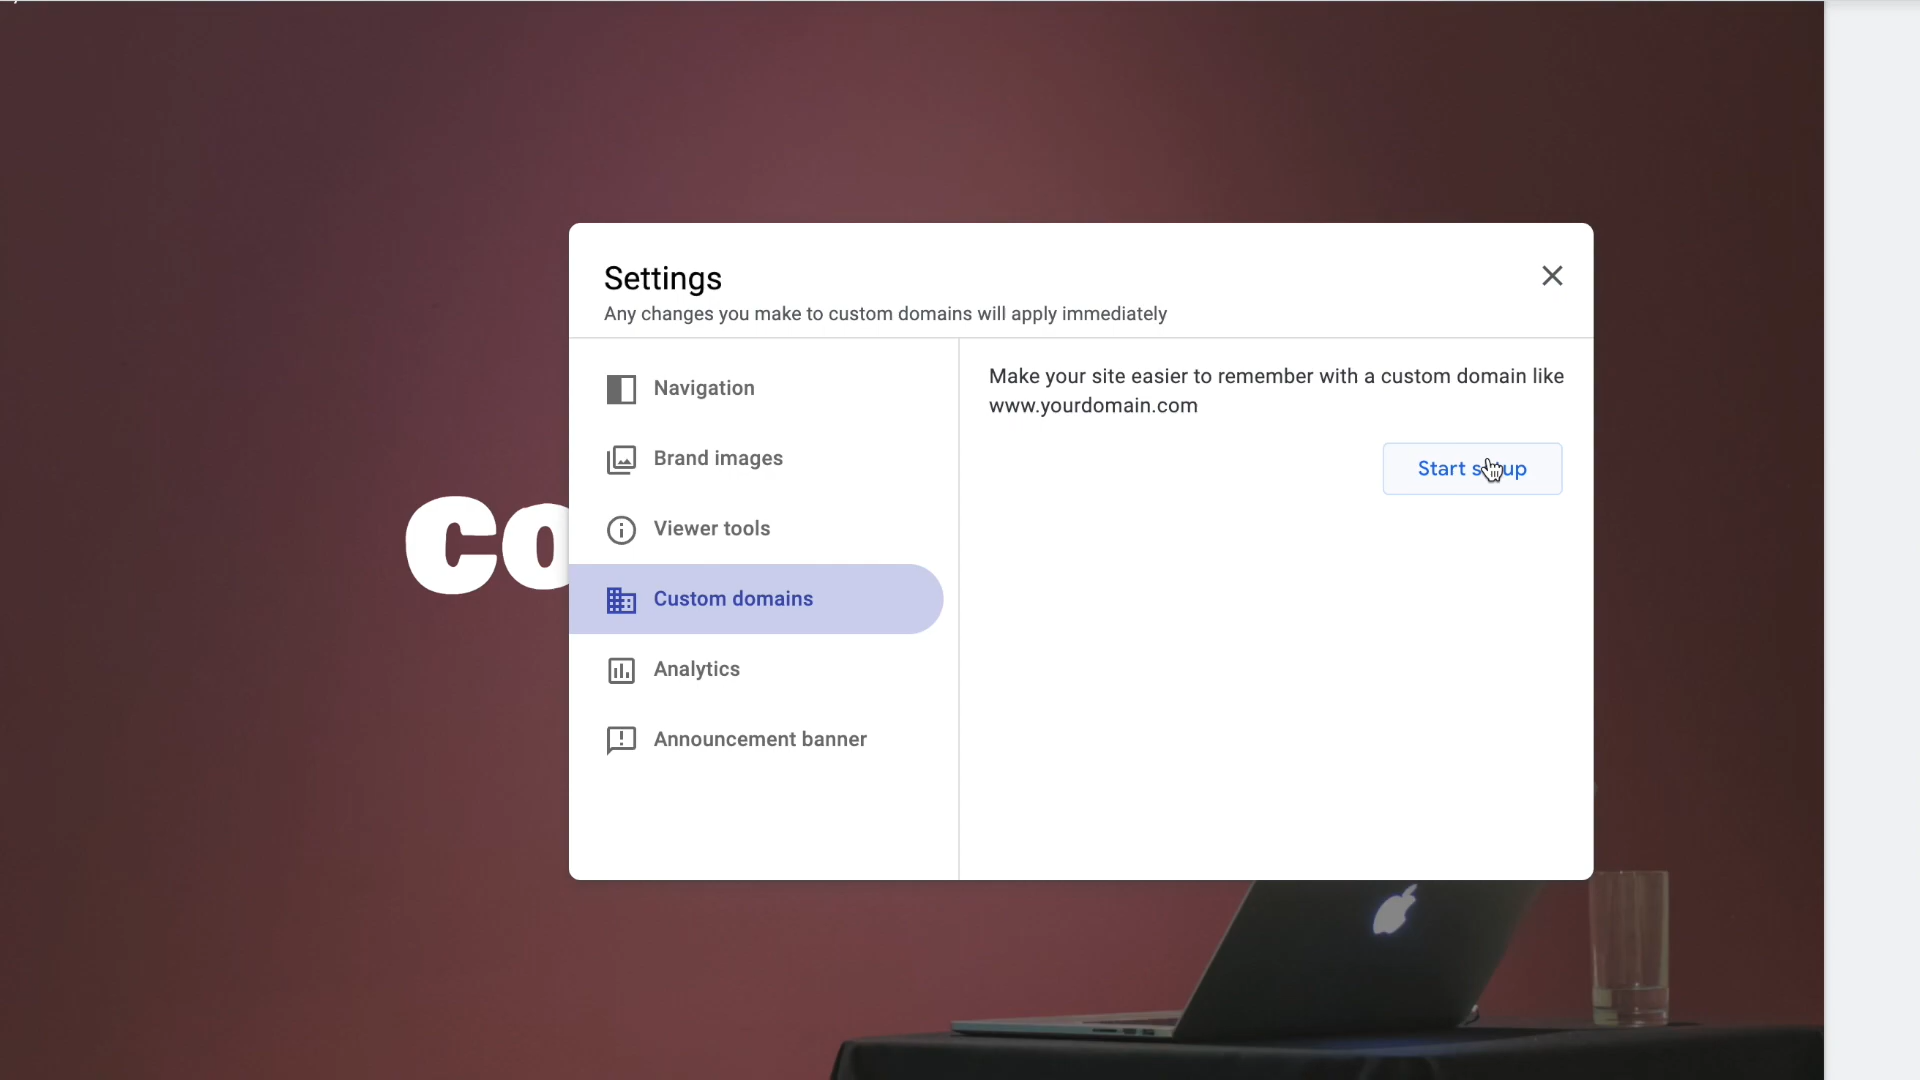 Settings
Any changes you make to custom domains will apply immediately
Navigation
Brand images
Viewer tools
Custom domains
Analytics
Announcement banner
Make your site easier to remember with a custom domain like
www.yourdomain.com
Start
co